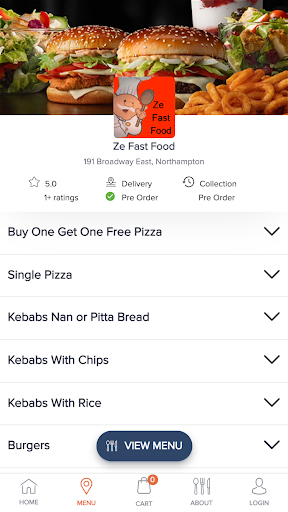 Ze
Fast
Food
Ze Fast Food
191 Broadway East, Northampton
5.0 Delivery Collection
1+ ratings Pre Order Pre Order
Buy One Get One Free Pizza
Single Pizza
Kebabs Nan or Pitta Bread
Kebabs With Chips
Kebabs With Rice
Burgers
VIEW MENU
0
HOME MENU CART ABOUT LOGIN